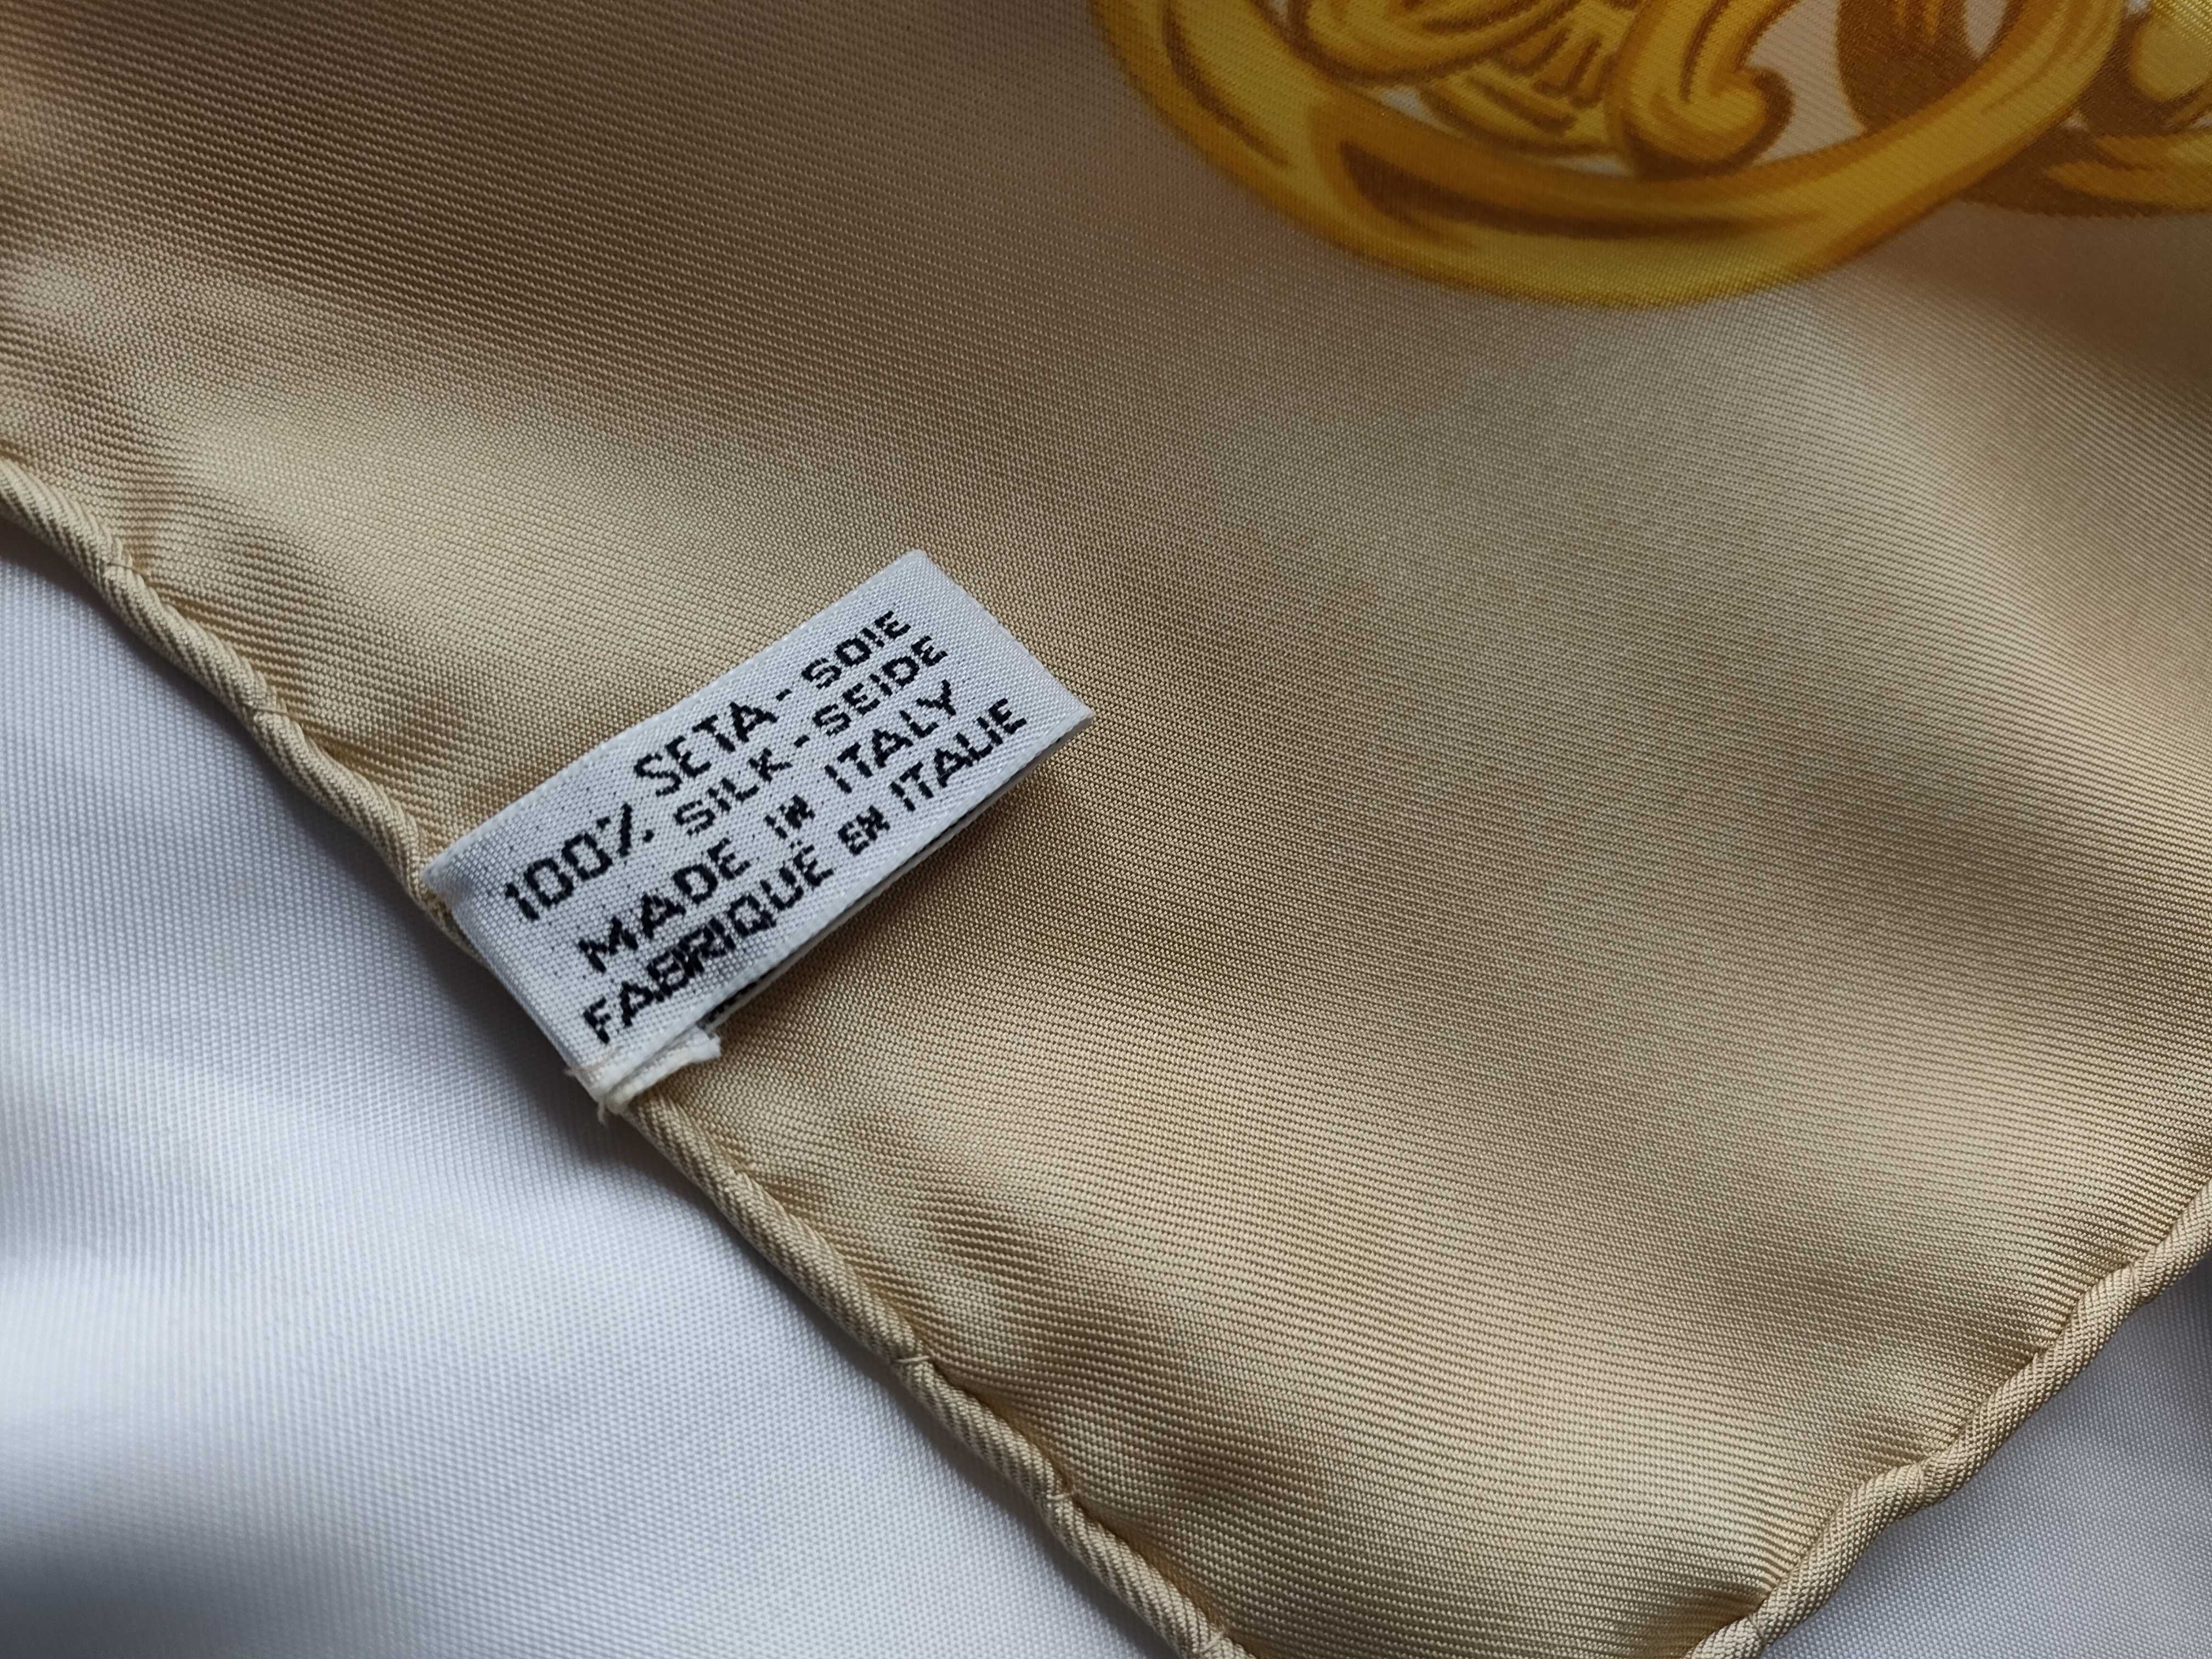 100% SETA-SOIE
SILK-SEIDE
MADE IN ITALY
FABRIQUÉ EN ITALIE